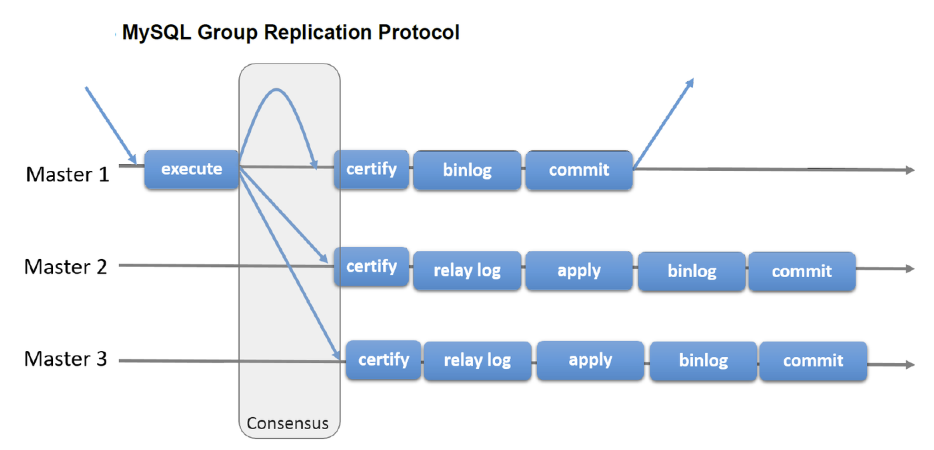 MySQL Group Replication Protocol
Master 1 execute certify binlog commit
Master 2 certify relay log apply binlog commit
Master 3 certify relay log apply binlog commit
Consensus